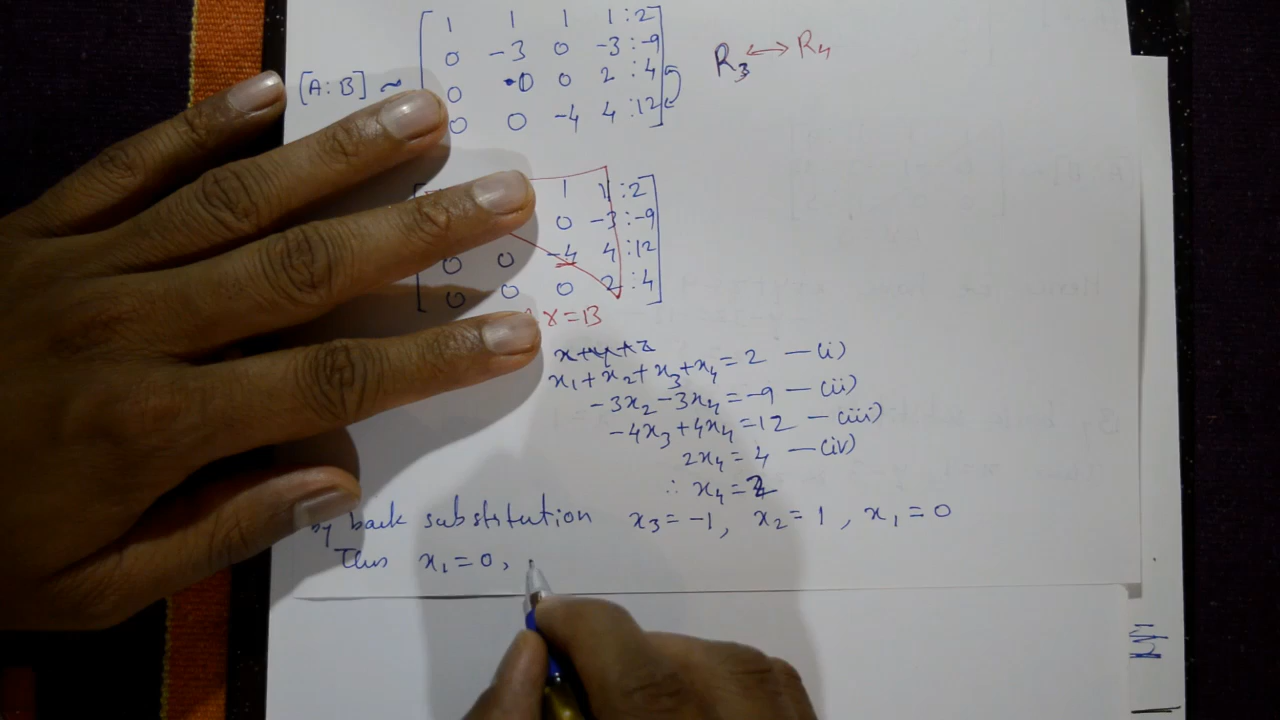 1 1 1 1 : 2
0 -3 0 -3 : -9
[A:B] ~ 0 0 0 2 : 4
0 0 -4 4 : 12
R3 ↔ R4
1 1 : 2
0 -3 : -9
0 0 -4 4 : 12
0 0 0 2 : 4
X = B
x+y+z
x1 + x2 + x3 + x4 = 2 — (i)
-3x2 - 3x4 = -9 — (ii)
-4x3 + 4x4 = 12 — (iii)
2x4 = 4 — (iv)
∴ x4 = 2
By back substitution x3 = -1, x2 = 1, x1 = 0
Thus x1 = 0,